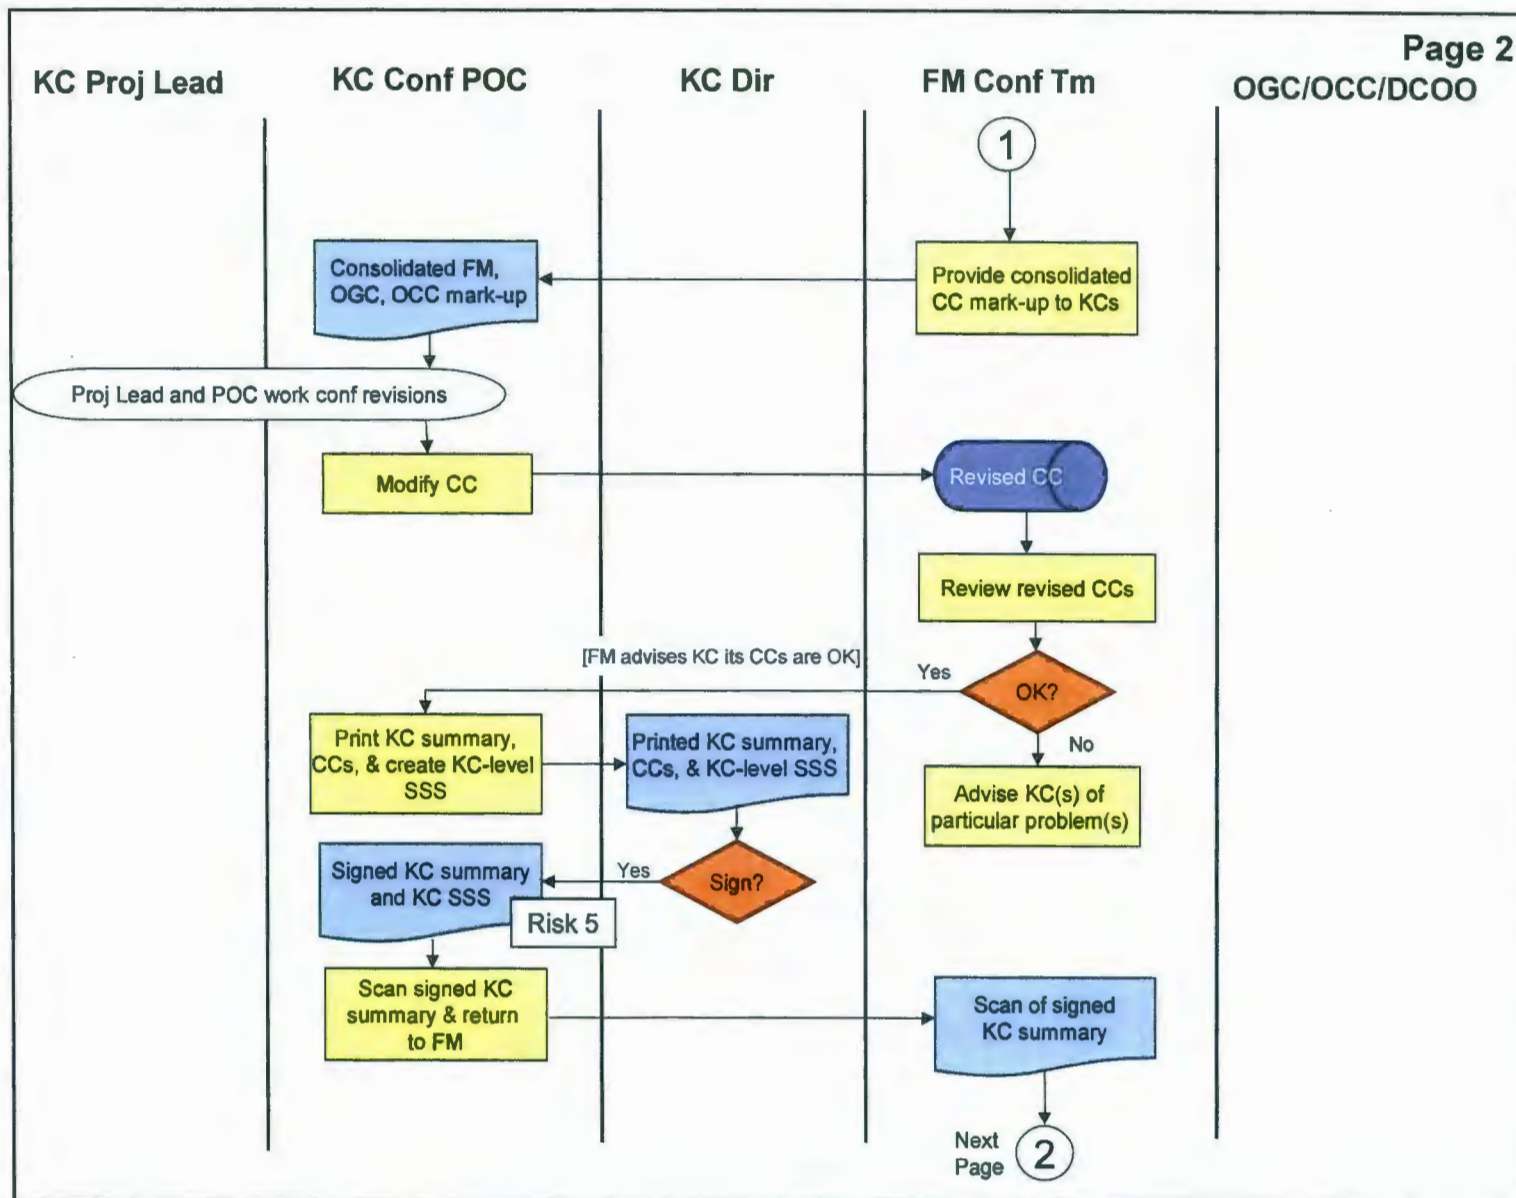 Page 2
KC Proj Lead
KC Conf POC
KC Dir
FM Conf Tm
OGC/OCC/DCOO
1
Consolidated FM,
OGC, OCC mark-up
Provide consolidated
CC mark-up to KCs
Proj Lead and POC work conf revisions
Modify CC
Revised CC
Review revised CCs
[FM advises KC its CCs are OK]
Yes
OK?
No
Print KC summary,
CCs, & create KC-level
SSS
Printed KC summary,
CCs, & KC-level SSS
Advise KC(s) of
particular problem(s)
Signed KC summary
and KC SSS
Yes
Sign?
Risk 5
Scan signed KC
summary & return
to FM
Scan of signed
KC summary
Next
Page
2